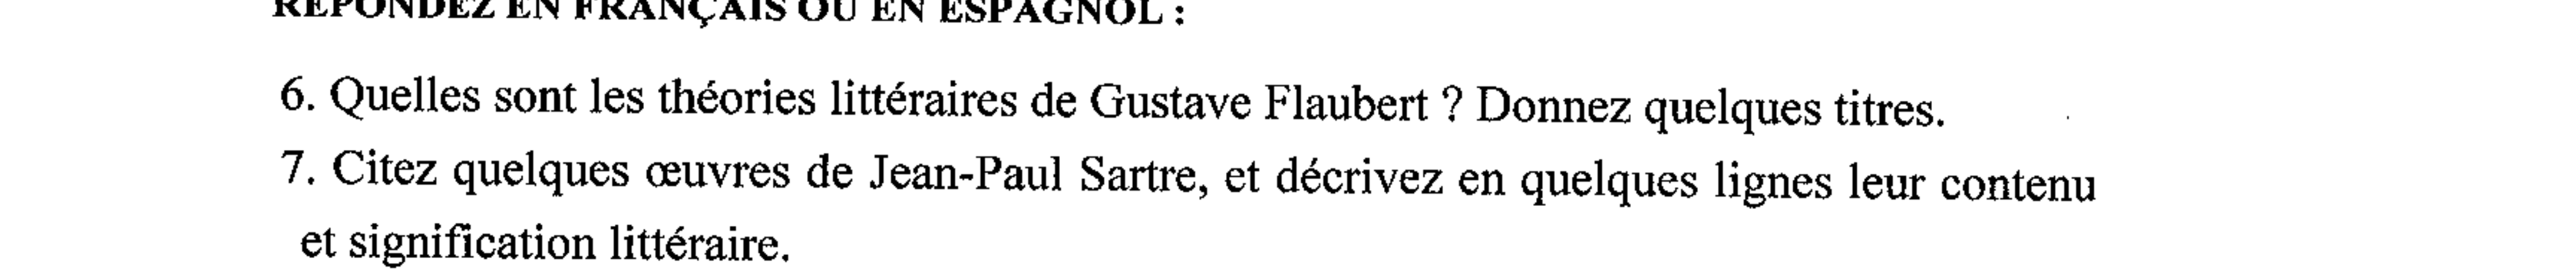 RÉPONDEZ EN FRANÇAIS OU EN ESPAGNOL :
6. Quelles sont les théories littéraires de Gustave Flaubert ? Donnez quelques titres.
7. Citez quelques œuvres de Jean-Paul Sartre, et décrivez en quelques lignes leur contenu
et signification littéraire.